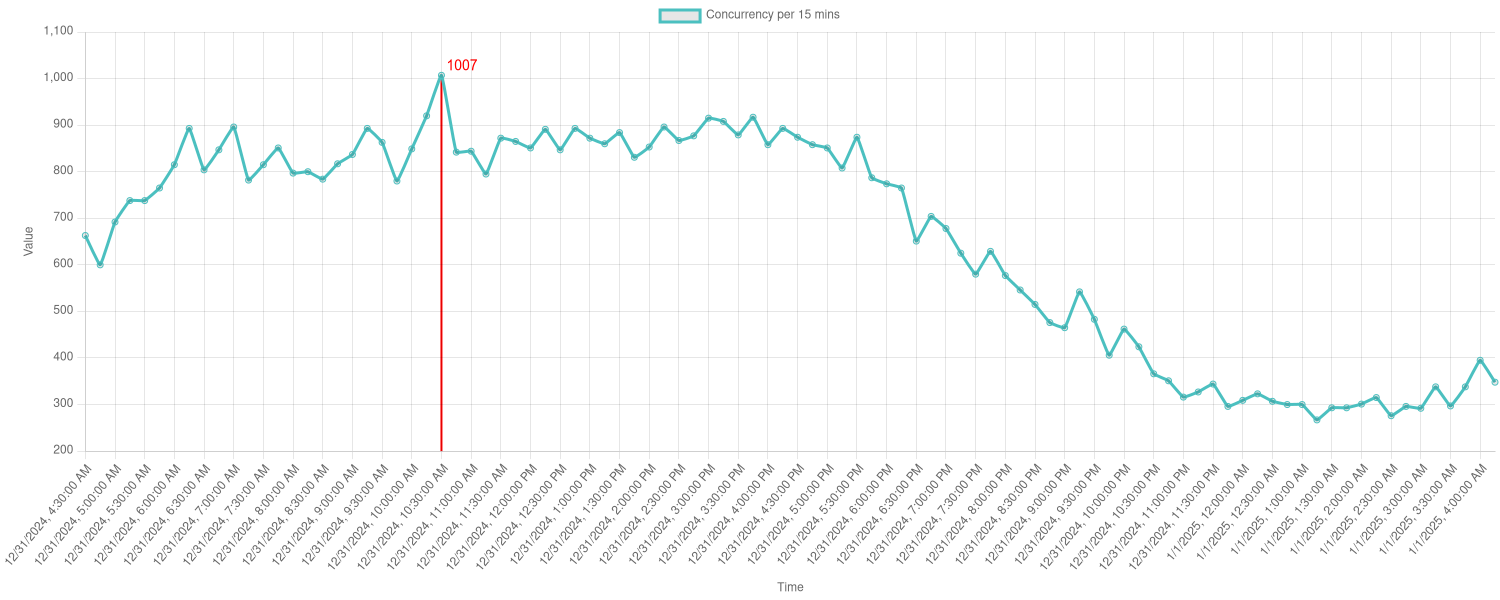 Concurrency per 15 mins
1,100
1,000
900
800
700
600
500
400
300
200
Value
1007
12/31/2024, 4:30:00 AM
12/31/2024, 5:00:00 AM
12/31/2024, 5:30:00 AM
12/31/2024, 6:00:00 AM
12/31/2024, 6:30:00 AM
12/31/2024, 7:00:00 AM
12/31/2024, 7:30:00 AM
12/31/2024, 8:00:00 AM
12/31/2024, 8:30:00 AM
12/31/2024, 9:00:00 AM
12/31/2024, 9:30:00 AM
12/31/2024, 10:00:00 AM
12/31/2024, 10:30:00 AM
12/31/2024, 11:00:00 AM
12/31/2024, 11:30:00 AM
12/31/2024, 12:00:00 PM
12/31/2024, 12:30:00 PM
12/31/2024, 1:00:00 PM
12/31/2024, 1:30:00 PM
12/31/2024, 2:00:00 PM
12/31/2024, 2:30:00 PM
12/31/2024, 3:00:00 PM
12/31/2024, 3:30:00 PM
12/31/2024, 4:00:00 PM
12/31/2024, 4:30:00 PM
12/31/2024, 5:00:00 PM
12/31/2024, 5:30:00 PM
12/31/2024, 6:00:00 PM
12/31/2024, 6:30:00 PM
12/31/2024, 7:00:00 PM
12/31/2024, 7:30:00 PM
12/31/2024, 8:00:00 PM
12/31/2024, 8:30:00 PM
12/31/2024, 9:00:00 PM
12/31/2024, 9:30:00 PM
12/31/2024, 10:00:00 PM
12/31/2024, 10:30:00 PM
12/31/2024, 11:00:00 PM
12/31/2024, 11:30:00 PM
1/1/2025, 12:00:00 AM
1/1/2025, 12:30:00 AM
1/1/2025, 1:00:00 AM
1/1/2025, 1:30:00 AM
1/1/2025, 2:00:00 AM
1/1/2025, 2:30:00 AM
1/1/2025, 3:00:00 AM
1/1/2025, 3:30:00 AM
1/1/2025, 4:00:00 AM
Time